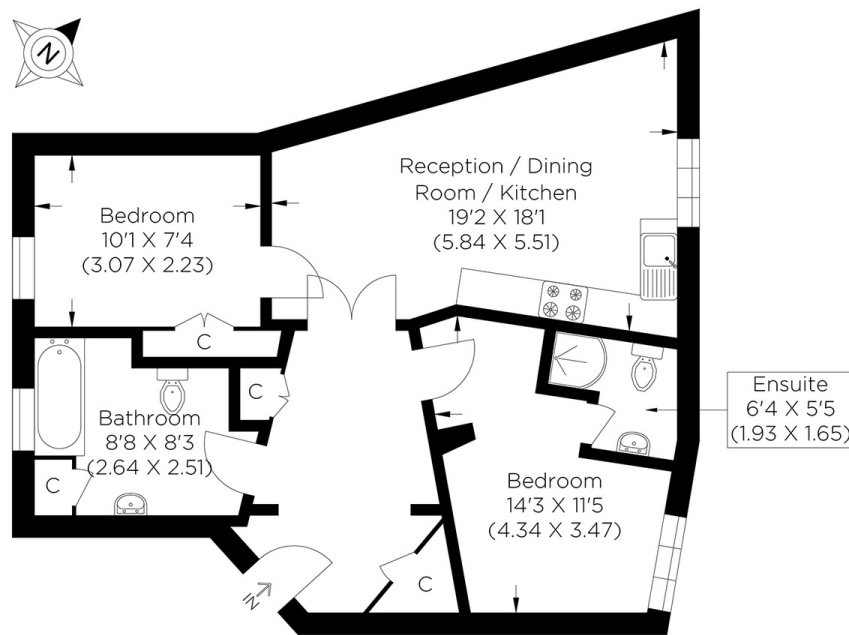 N
Reception / Dining
Room / Kitchen
19'2 X 18'1
(5.84 X 5.51)
Bedroom
10'1 X 7'4
(3.07 X 2.23)
C
C
Bathroom
8'8 X 8'3
(2.64 X 2.51)
C
Ensuite
6'4 X 5'5
(1.93 X 1.65)
Bedroom
14'3 X 11'5
(4.34 X 3.47)
C
IN